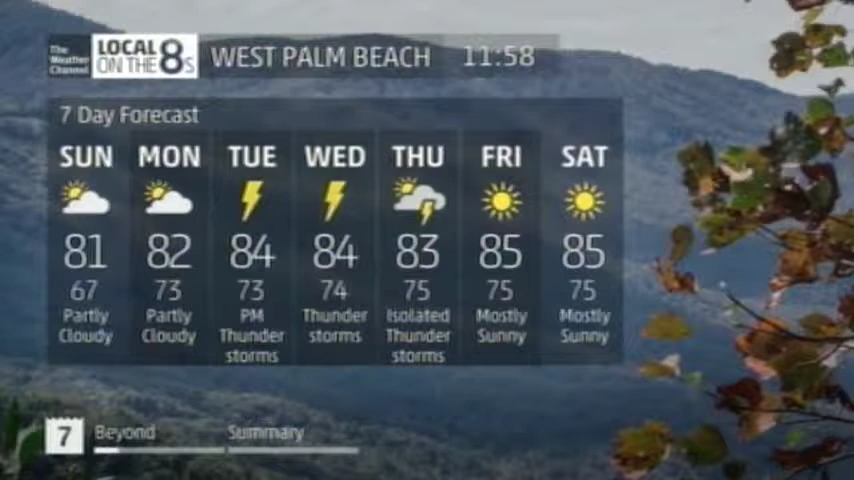 The Weather Channel
LOCAL ON THE 8s
WEST PALM BEACH 11:58
7 Day Forecast
SUN MON TUE WED THU FRI SAT
81 82 84 84 83 85 85
67 73 73 74 75 75 75
Partly Partly PM Thunder Isolated Mostly Mostly
Cloudy Cloudy Thunder storms Thunder Sunny Sunny
storms storms
7 Beyond Summary